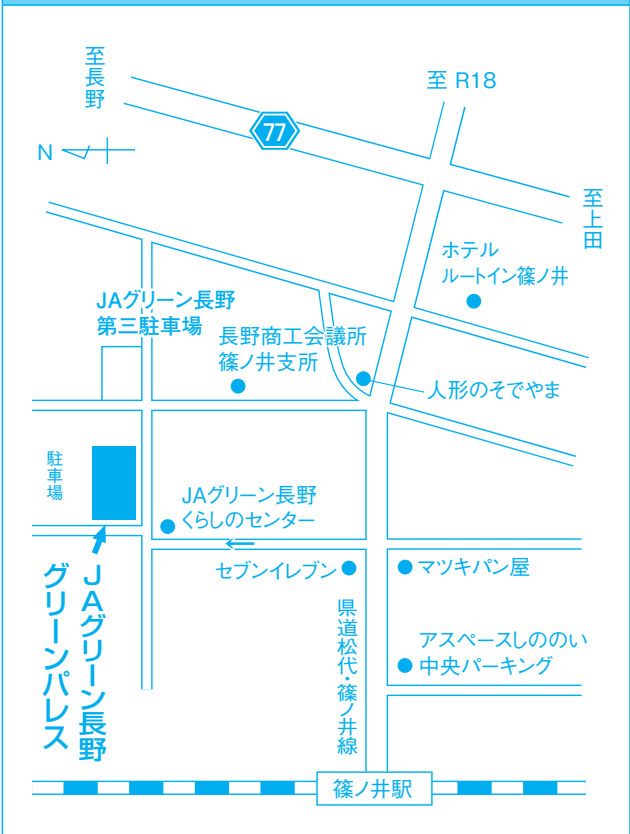 至長野
至 R18
77
N
至上田
ホテル
ルートイン篠ノ井
JAグリーン長野
第三駐車場
長野商工会議所
篠ノ井支所
人形のそでやま
駐車場
JAグリーン長野
くらしのセンター
←
セブンイレブン
マツキパン屋
県道松代・篠ノ井線
アスペースしののい
中央パーキング
JAグリーン長野
グリーンパレス
篠ノ井駅